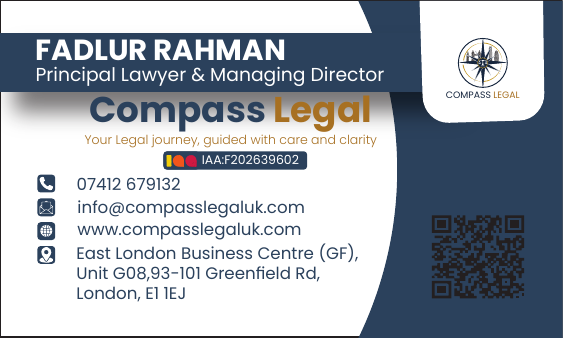 FADLUR RAHMAN
Principal Lawyer & Managing Director
COMPASS LEGAL
Compass Legal
Your Legal journey, guided with care and clarity
IAA:F202639602
07412 679132
info@compasslegaluk.com
www.compasslegaluk.com
East London Business Centre (GF),
Unit G08,93-101 Greenfield Rd,
London, E1 1EJ